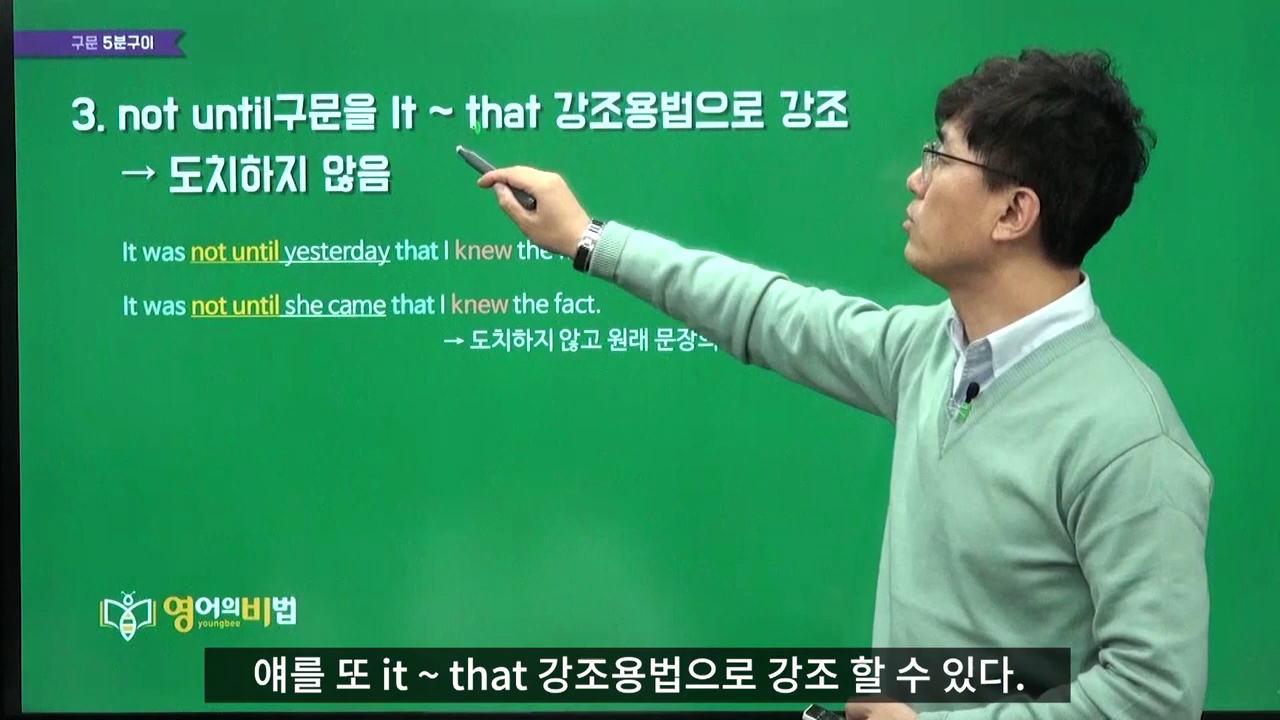 구문 5분구이
3. not until구문을 It ~ that 강조용법으로 강조
→ 도치하지 않음
It was not until yesterday that I knew the
It was not until she came that I knew the fact.
→ 도치하지 않고 원래 문장의
영어의비법
youngbee
얘를 또 it ~ that 강조용법으로 강조 할 수 있다.